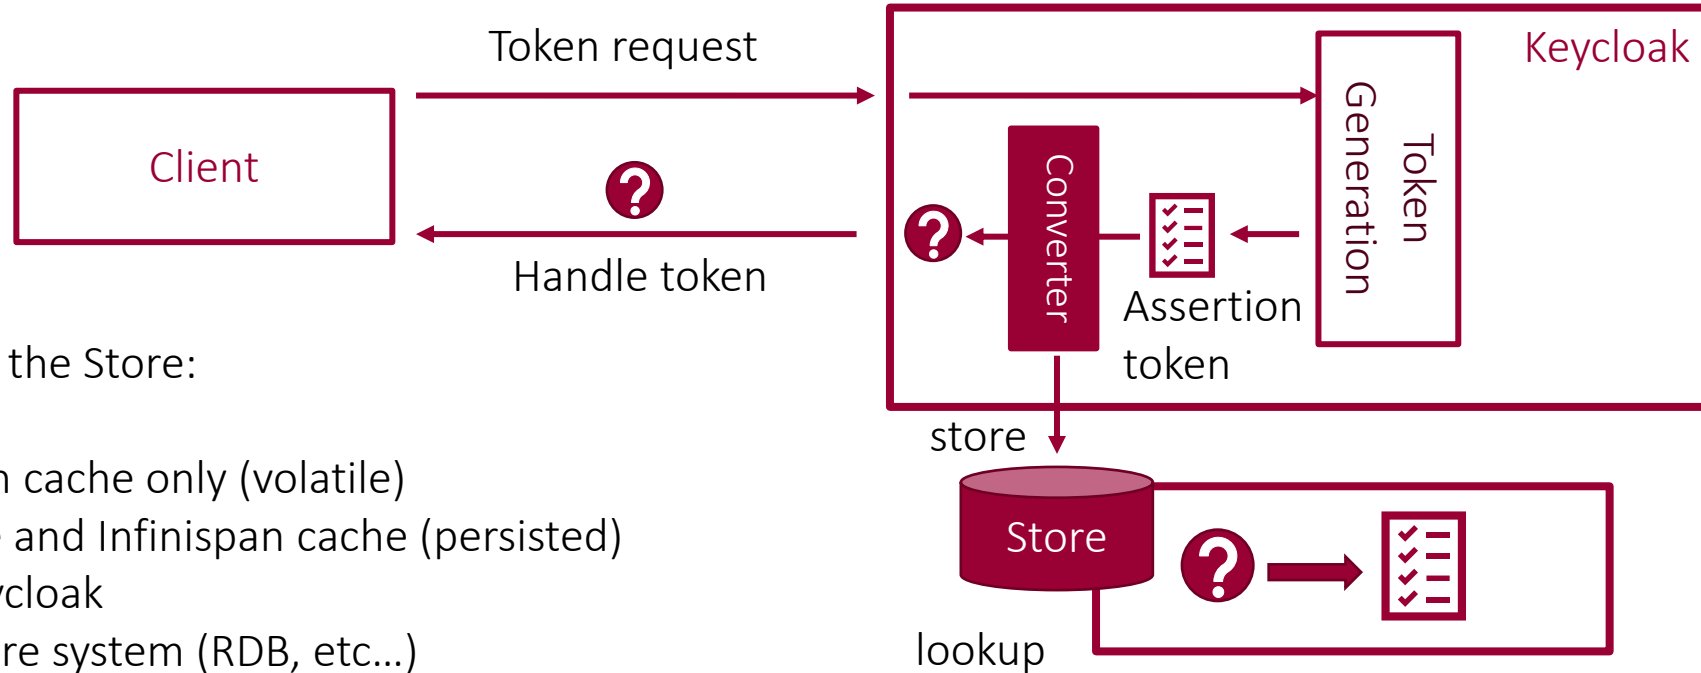 Token request
Keycloak
Client
Token
Generation
Converter
Handle token
Assertion
token
the Store:
store
cache only (volatile)
and Infinispan cache (persisted)
Store
re system (RDB, etc…)
lookup